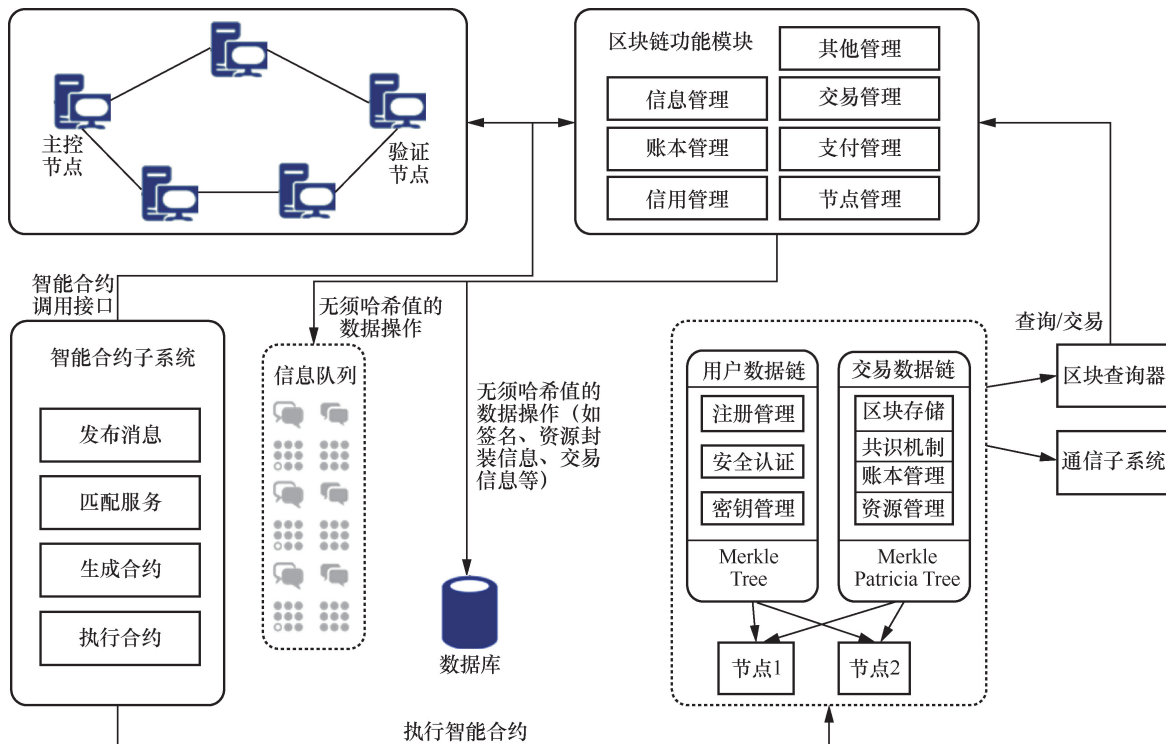 主控
节点
验证
节点
区块链功能模块
其他管理
信息管理
交易管理
账本管理
支付管理
信用管理
节点管理
智能合约
调用接口
无须哈希值的
数据操作
查询/交易
智能合约子系统
发布消息
匹配服务
生成合约
执行合约
信息队列
无须哈希值的
数据操作（如
签名、资源封
装信息、交易
信息等）
数据库
用户数据链
注册管理
安全认证
密钥管理
Merkle
Tree
交易数据链
区块存储
共识机制
账本管理
资源管理
Merkle
Patricia Tree
节点1
节点2
区块查询器
通信子系统
执行智能合约